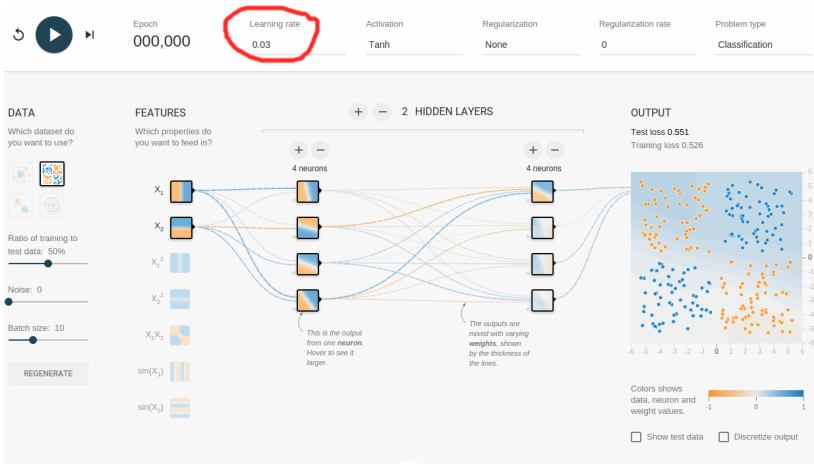 Epoch
000,000
Learning rate
0.03
Activation
Tanh
Regularization
None
Regularization rate
0
Problem type
Classification
DATA
Which dataset do
you want to use?
Ratio of training to
test data: 50%
Noise: 0
Batch size: 10
REGENERATE
FEATURES
Which properties do
you want to feed in?
X₁
X₂
X₁²
X₂²
X₁X₂
sin(X₁)
sin(X₂)
+ − 2 HIDDEN LAYERS
+ −
4 neurons
+ −
4 neurons
This is the output
from one neuron.
Hover to see it
larger.
The outputs are
mixed with varying
weights, shown
by the thickness of
the lines.
OUTPUT
Test loss 0.551
Training loss 0.526
6
5
4
3
2
1
0
-1
-2
-3
-4
-5
-6
-6 -5 -4 -3 -2 -1 0 1 2 3 4 5 6
Colors shows
data, neuron and
weight values.
-1 0 1
Show test data
Discretize output